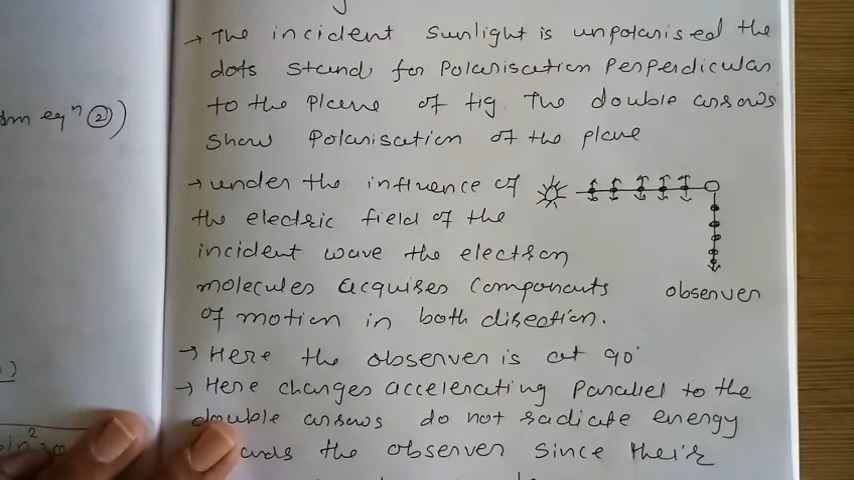 → The incident sunlight is unpolarised the
dots stand for polarisation perpendicular
to the plane of fig. The double arrows
show polarisation of the plane
→ under the influence of
the electric field of the
incident wave the electron
molecules acquires components
of motion in both direction.
observer
→ Here the observer is at 90°
→ Here changes accelerating parallel to the
double arrows do not radiate energy
ards the observer since their
eqⁿ ②)